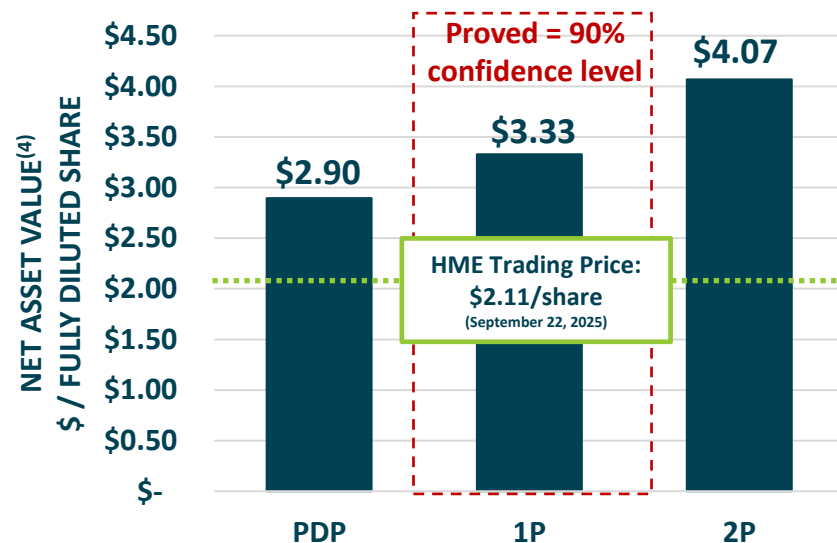 NET ASSET VALUE(4)
$ / FULLY DILUTED SHARE
$4.50
$4.00
$3.50
$3.00
$2.50
$2.00
$1.50
$1.00
$0.50
$-
Proved = 90%
confidence level
$2.90
$3.33
$4.07
HME Trading Price:
$2.11/share
(September 22, 2025)
PDP
1P
2P